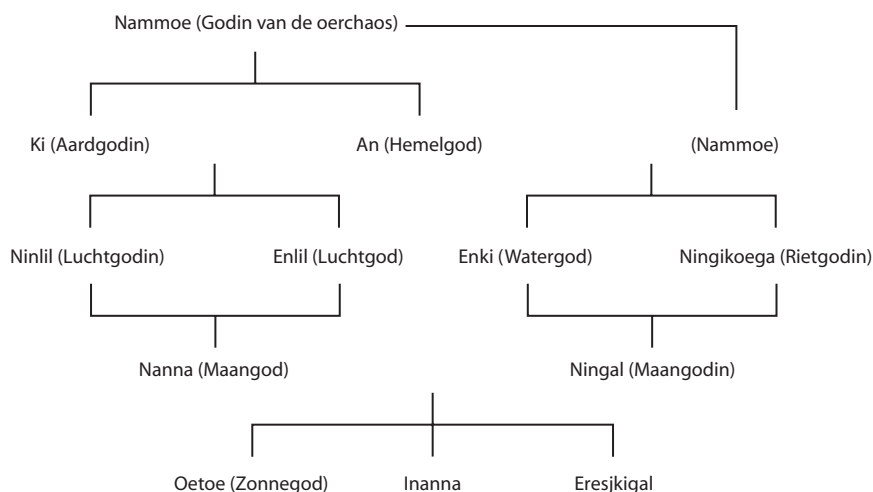 Nammoe (Godin van de oerchaos)
Ki (Aardgodin) An (Hemelgod) (Nammoe)
Ninlil (Luchtgodin) Enlil (Luchtgod) Enki (Watergod) Ningikoega (Rietgodin)
Nanna (Maangod) Ningal (Maangodin)
Oetoe (Zonnegod) Inanna Eresjkigal